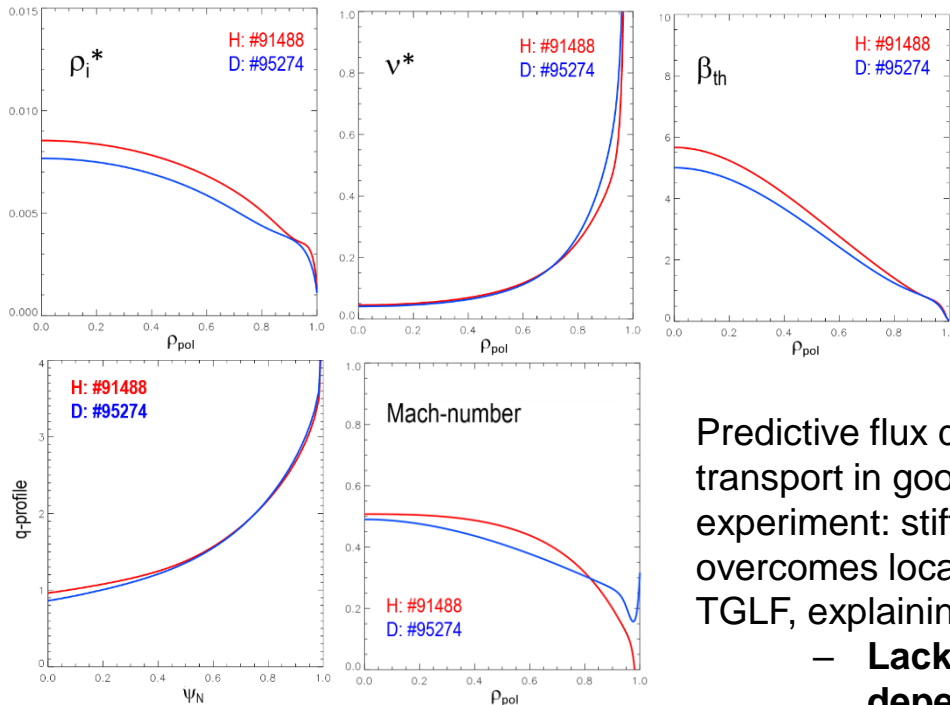 0.015
0.010
0.005
0.000
ρi*
H: #91488
D: #95274
0.0 0.2 0.4 0.6 0.8 1.0
ρpol
1.0
0.8
0.6
0.4
0.2
0.0
ν*
H: #91488
D: #95274
0.0 0.2 0.4 0.6 0.8 1.0
ρpol
10
8
6
4
2
0
βth
H: #91488
D: #95274
0.0 0.2 0.4 0.6 0.8 1.0
ρpol
4
3
2
1
0
q-profile
H: #91488
D: #95274
0.0 0.2 0.4 0.6 0.8 1.0
ΨN
1.0
0.8
0.6
0.4
0.2
0.0
Mach-number
H: #91488
D: #95274
0.0 0.2 0.4 0.6 0.8 1.0
ρpol
Predictive flux
transport in goo
experiment: stif
overcomes loca
TGLF, explainin
– Lack
depe